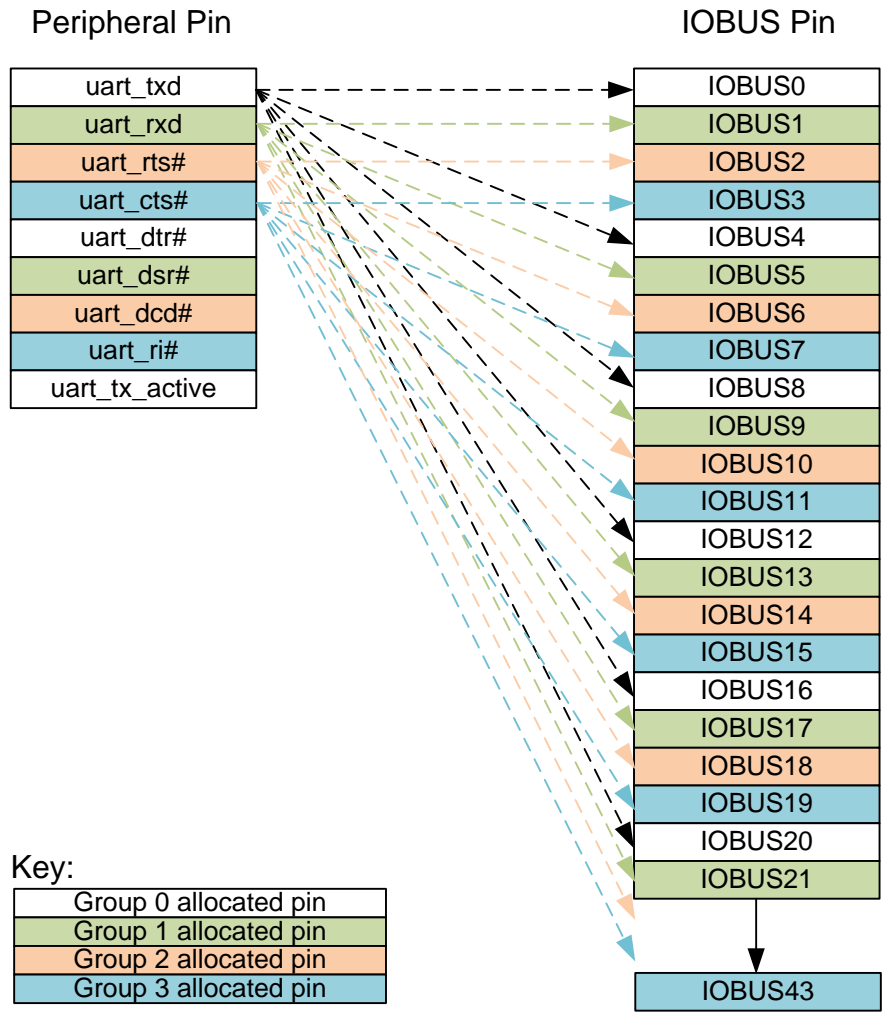 Peripheral Pin
uart_txd
uart_rxd
uart_rts#
uart_cts#
uart_dtr#
uart_dsr#
uart_dcd#
uart_ri#
uart_tx_active
IOBUS Pin
IOBUS0
IOBUS1
IOBUS2
IOBUS3
IOBUS4
IOBUS5
IOBUS6
IOBUS7
IOBUS8
IOBUS9
IOBUS10
IOBUS11
IOBUS12
IOBUS13
IOBUS14
IOBUS15
IOBUS16
IOBUS17
IOBUS18
IOBUS19
IOBUS20
IOBUS21
IOBUS43
Key:
Group 0 allocated pin
Group 1 allocated pin
Group 2 allocated pin
Group 3 allocated pin